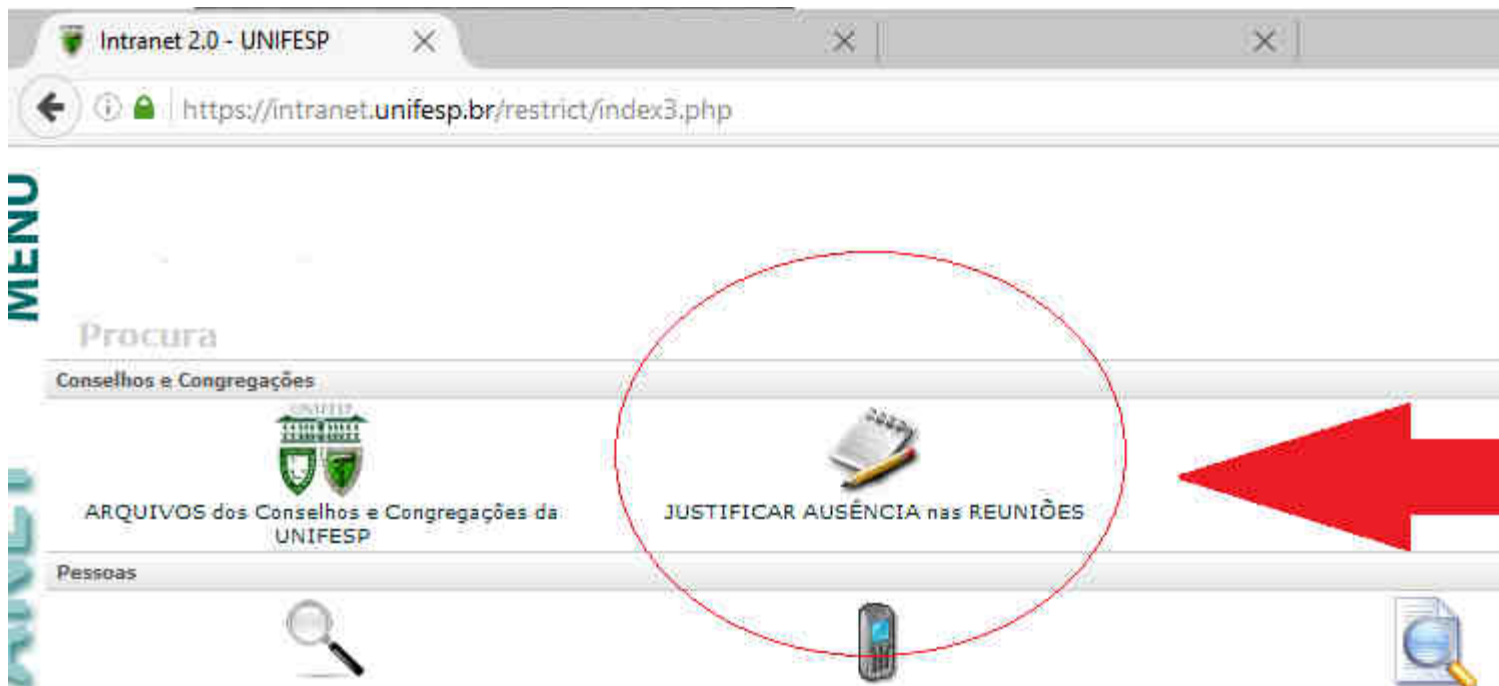 Intranet 2.0 - UNIFESP
https://intranet.unifesp.br/restrict/index3.php
MENU
Procura
Conselhos e Congregações
UNIFESP
ARQUIVOS dos Conselhos e Congregações da
UNIFESP
JUSTIFICAR AUSÊNCIA nas REUNIÕES
Pessoas